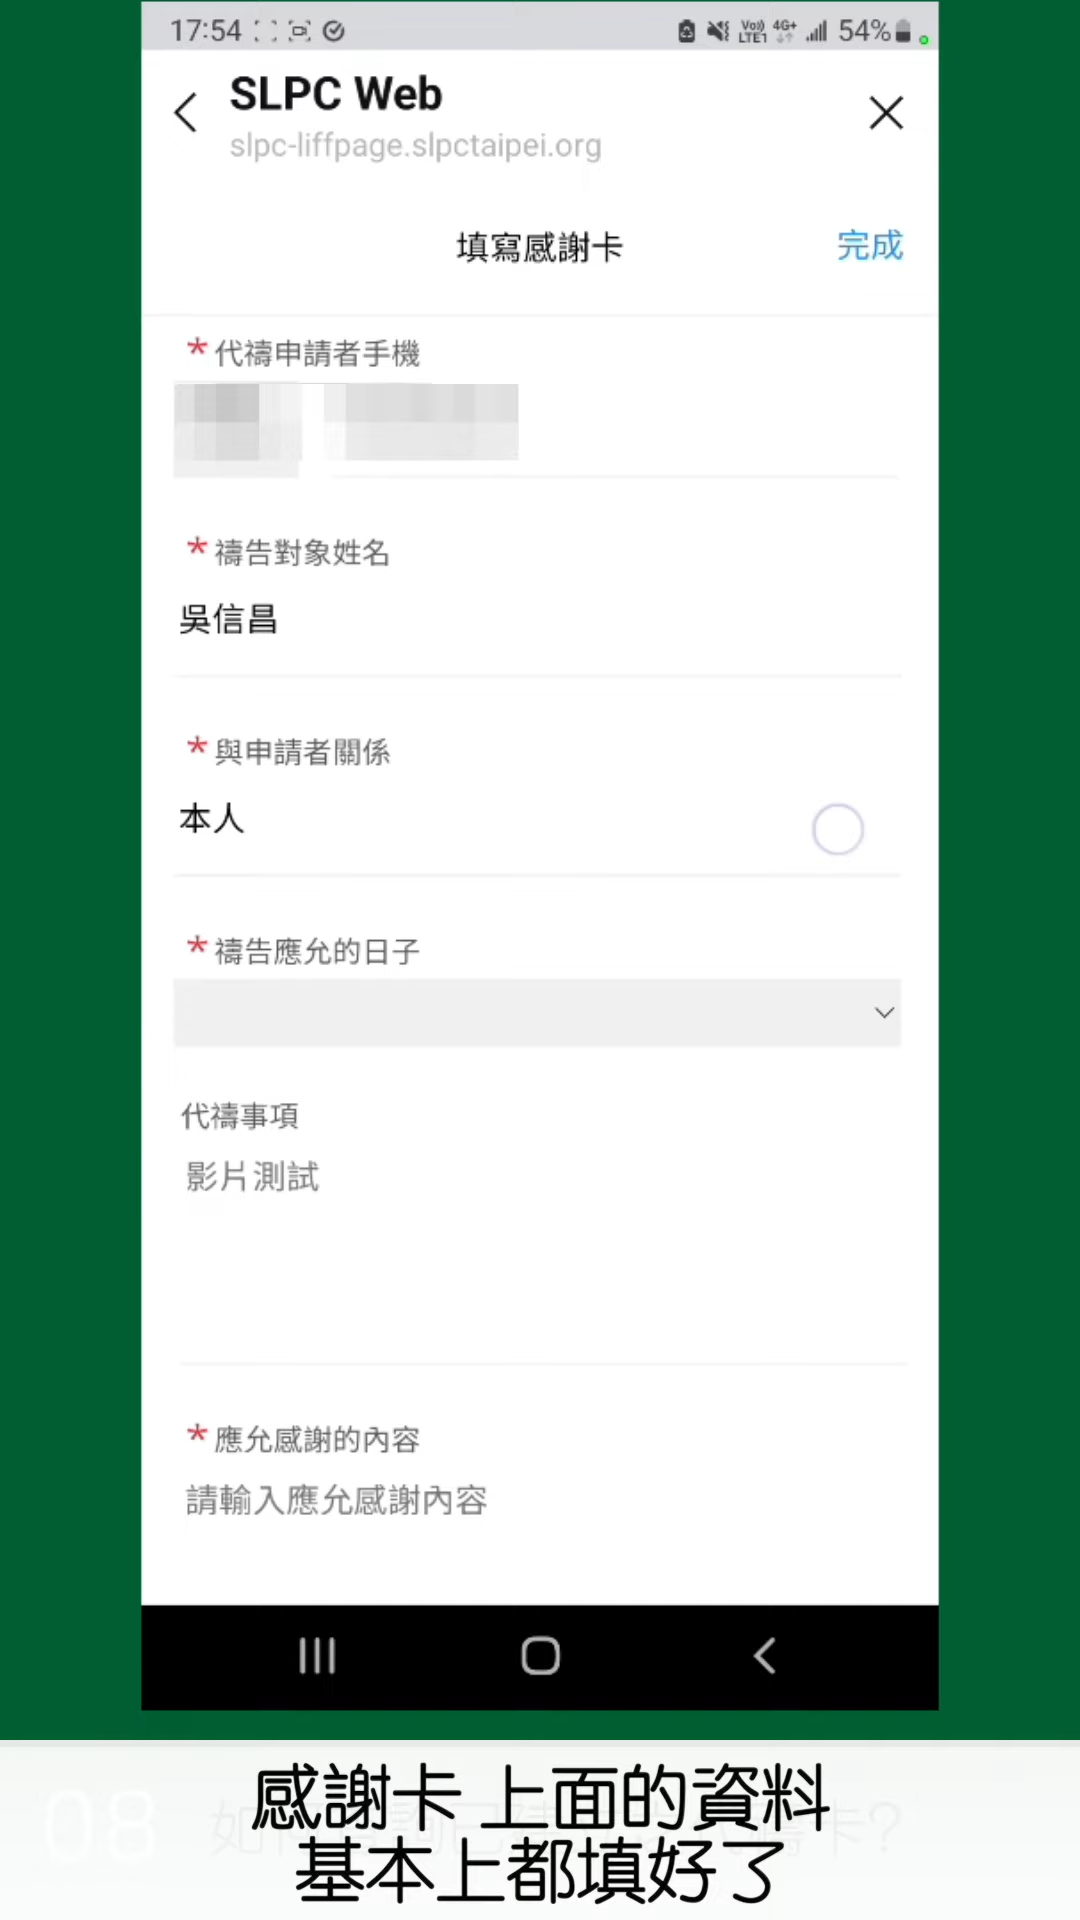 17:54
Vo)) LTE1 4G+ 54%
SLPC Web
slpc-liffpage.slpctaipei.org
填寫感謝卡 完成
*代禱申請者手機
*禱告對象姓名
吳信昌
*與申請者關係
本人
*禱告應允的日子
代禱事項
影片測試
*應允感謝的內容
請輸入應允感謝內容
感謝卡 上面的資料
基本上都填好了
08